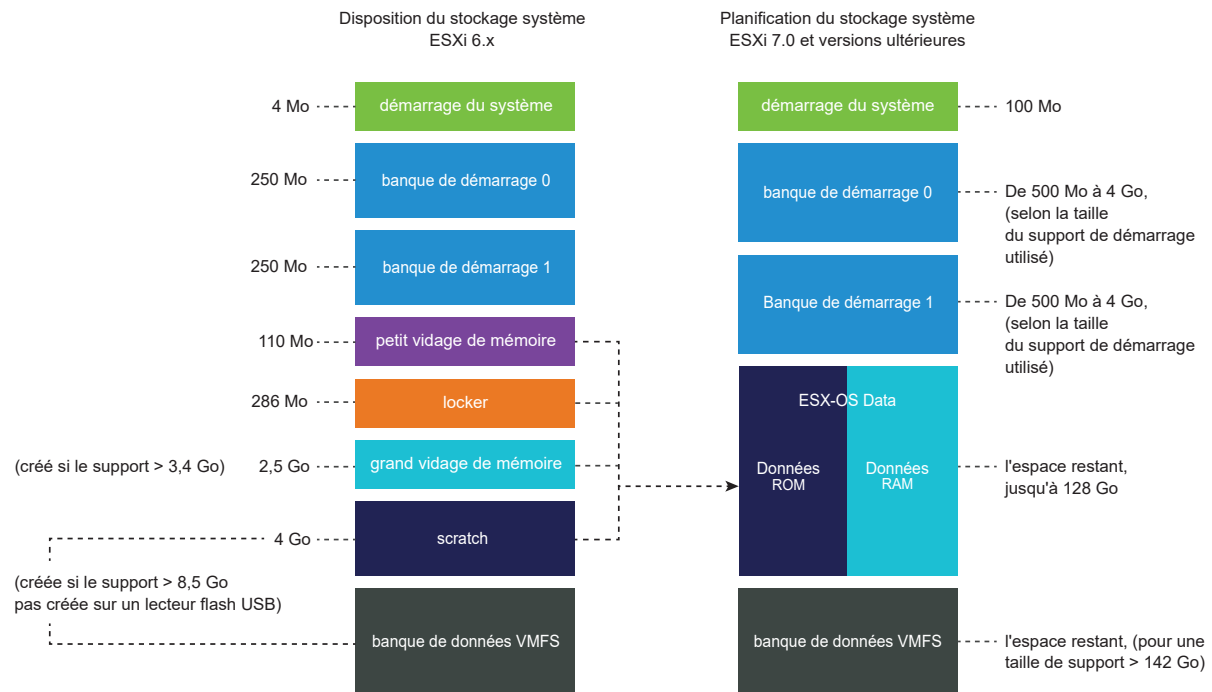 Disposition du stockage système
ESXi 6.x
Planification du stockage système
ESXi 7.0 et versions ultérieures
4 Mo
démarrage du système
250 Mo
banque de démarrage 0
250 Mo
banque de démarrage 1
110 Mo
petit vidage de mémoire
286 Mo
locker
(créé si le support > 3,4 Go)
2,5 Go
grand vidage de mémoire
4 Go
scratch
(créée si le support > 8,5 Go
pas créée sur un lecteur flash USB)
banque de données VMFS
démarrage du système
100 Mo
banque de démarrage 0
De 500 Mo à 4 Go,
(selon la taille
du support de démarrage
utilisé)
Banque de démarrage 1
De 500 Mo à 4 Go,
(selon la taille
du support de démarrage
utilisé)
ESX-OS Data
Données
ROM
Données
RAM
l'espace restant,
jusqu'à 128 Go
banque de données VMFS
l'espace restant, (pour une
taille de support > 142 Go)